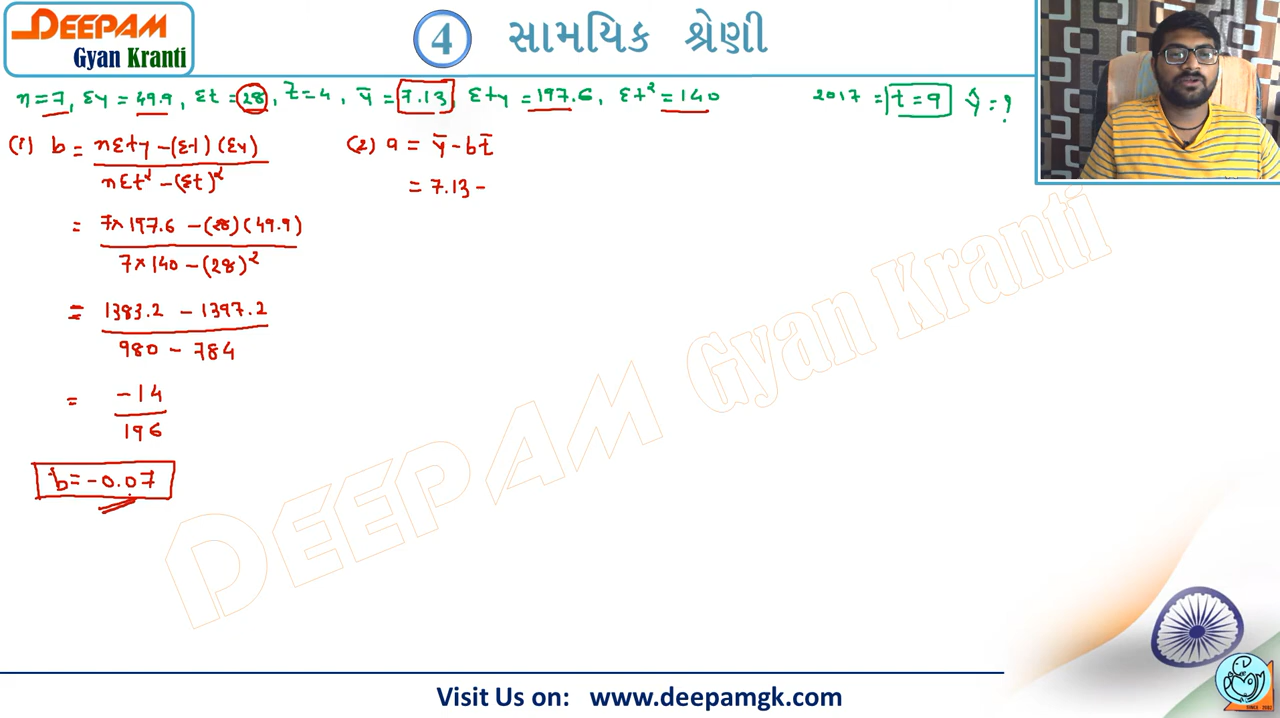 DEEPAM
Gyan Kranti
4 સામયિક શ્રેણી
n=7, Σy = 49.9, Σt = 28, t̄=4, ȳ = 7.13, Σty = 197.6, Σt² = 140
2017 = t = 9 ŷ = ?
(1) b = nΣty - (Σt)(Σy)
nΣt² - (Σt)²
= 7×197.6 - (28)(49.9)
7×140 - (28)²
= 1383.2 - 1397.2
980 - 784
= -14
196
b = -0.07
(2) a = ȳ - bt̄
= 7.13 -
DEEPAM Gyan Kranti
Visit Us on: www.deepamgk.com